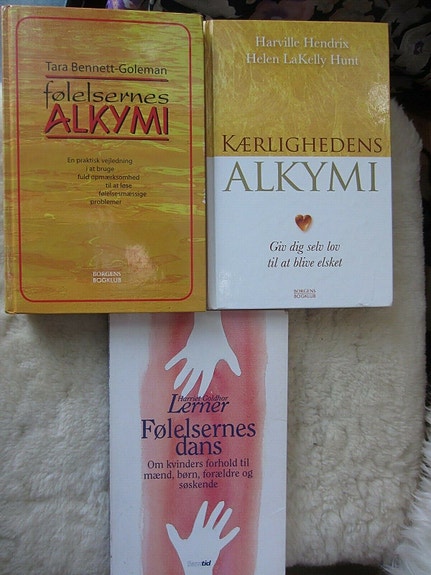 Tara Bennett-Goleman
følelsernes
ALKYMI
En praktisk vejledning
i at bruge
fuld opmærksomhed
til at løse
følelsesmæssige
problemer
BORGENS
BOGKLUB
Harville Hendrix
Helen LaKelly Hunt
KÆRLIGHEDENS
ALKYMI
Giv dig selv lov
til at blive elsket
BORGENS
BOGKLUB
Harriet Goldhor
Lerner
Følelsernes
dans
Om kvinders forhold til
mænd, børn, forældre og
søskende